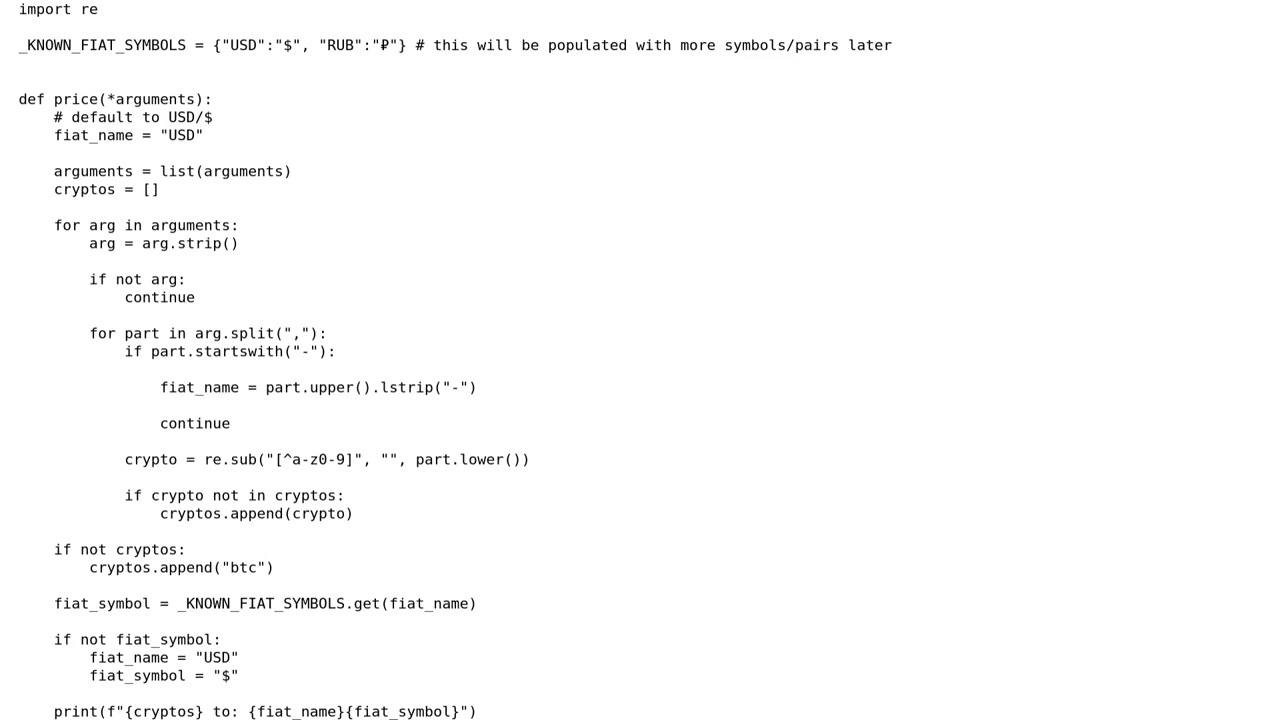 import re
_KNOWN_FIAT_SYMBOLS = {"USD":"$", "RUB":"₽"} # this will be populated with more symbols/pairs later
def price(*arguments):
    # default to USD/$
    fiat_name = "USD"
    arguments = list(arguments)
    cryptos = []
    for arg in arguments:
        arg = arg.strip()
        if not arg:
            continue
        for part in arg.split(","):
            if part.startswith("-"):
                fiat_name = part.upper().lstrip("-")
                continue
            crypto = re.sub("[^a-z0-9]", "", part.lower())
            if crypto not in cryptos:
                cryptos.append(crypto)
    if not cryptos:
        cryptos.append("btc")
    fiat_symbol = _KNOWN_FIAT_SYMBOLS.get(fiat_name)
    if not fiat_symbol:
        fiat_name = "USD"
        fiat_symbol = "$"
    print(f"{cryptos} to: {fiat_name}{fiat_symbol}")